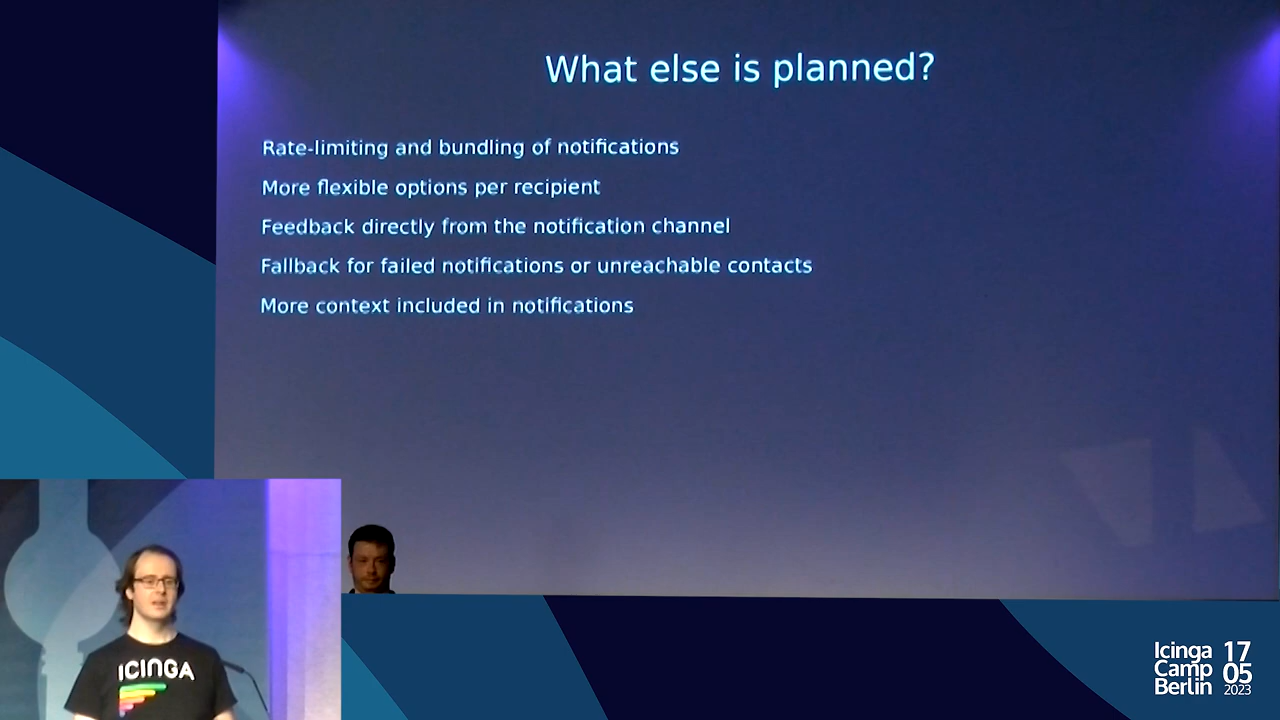 What else is planned?
Rate-limiting and bundling of notifications
More flexible options per recipient
Feedback directly from the notification channel
Fallback for failed notifications or unreachable contacts
More context included in notifications
ICINGA
Icinga 17
Camp 05
Berlin 2023